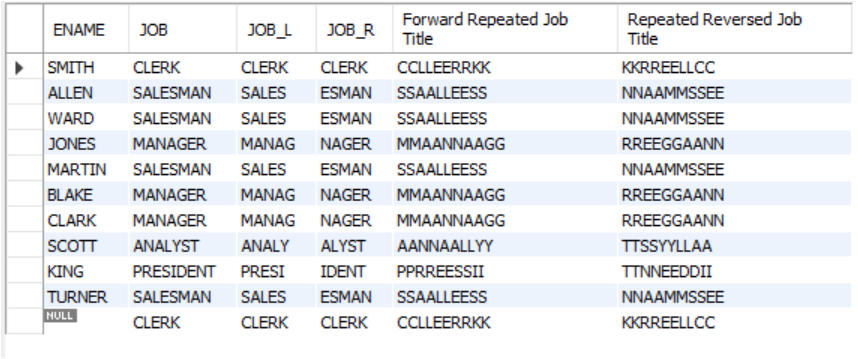 ENAME JOB JOB_L JOB_R Forward Repeated Job Title Repeated Reversed Job Title
SMITH CLERK CLERK CLERK CCLLEERRKK KKRREELLCC
ALLEN SALESMAN SALES ESMAN SSAALLEESS NNAAMMSSEE
WARD SALESMAN SALES ESMAN SSAALLEESS NNAAMMSSEE
JONES MANAGER MANAG NAGER MMAANNAAGG RREEGGAANN
MARTIN SALESMAN SALES ESMAN SSAALLEESS NNAAMMSSEE
BLAKE MANAGER MANAG NAGER MMAANNAAGG RREEGGAANN
CLARK MANAGER MANAG NAGER MMAANNAAGG RREEGGAANN
SCOTT ANALYST ANALY ALYST AANNAALLYY TTSSYYLLAA
KING PRESIDENT PRESI IDENT PPRREESSII TTNNEEDDII
TURNER SALESMAN SALES ESMAN SSAALLEESS NNAAMMSSEE
NULL CLERK CLERK CLERK CCLLEERRKK KKRREELLCC